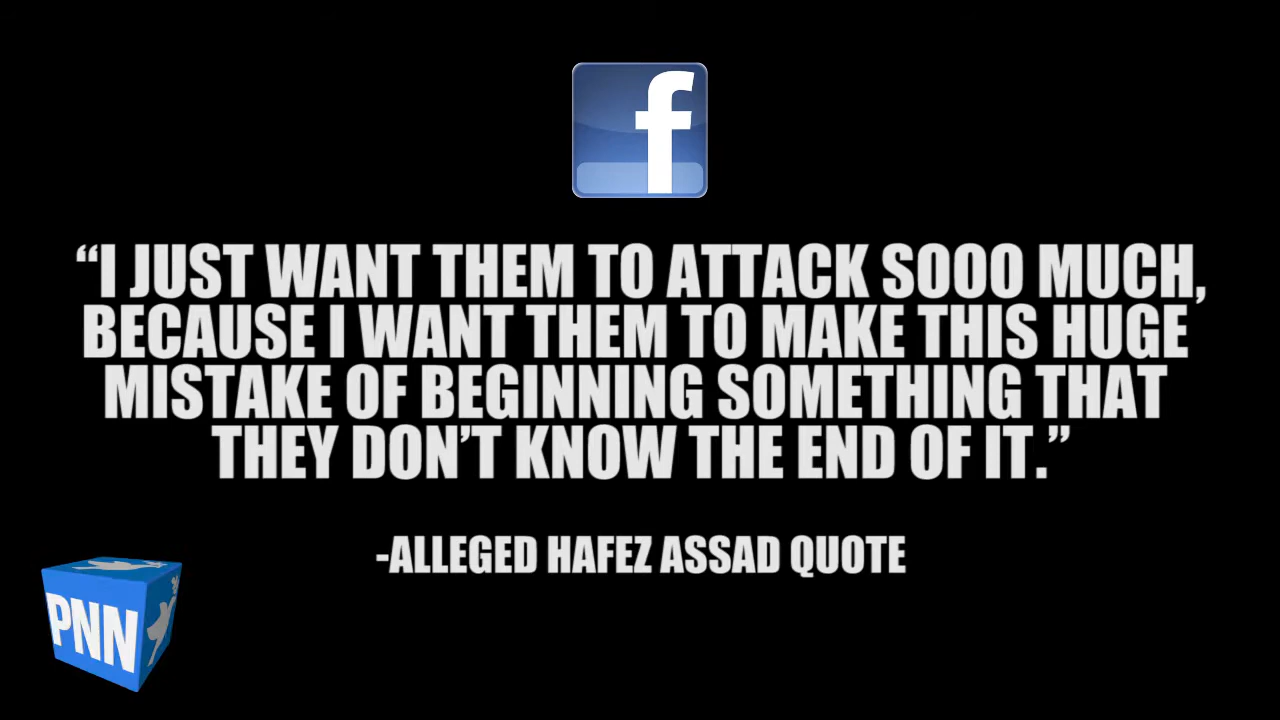 f
“I JUST WANT THEM TO ATTACK SOOO MUCH,
BECAUSE I WANT THEM TO MAKE THIS HUGE
MISTAKE OF BEGINNING SOMETHING THAT
THEY DON’T KNOW THE END OF IT.”
-ALLEGED HAFEZ ASSAD QUOTE
PNN